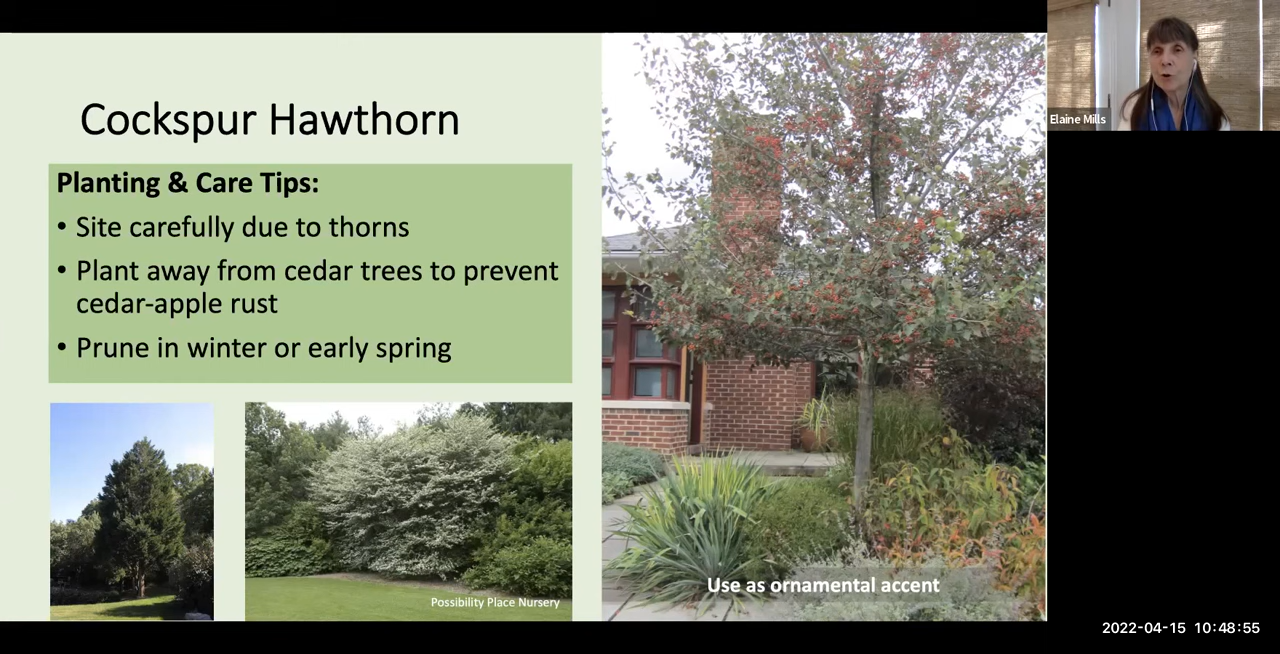 Cockspur Hawthorn
Planting & Care Tips:
• Site carefully due to thorns
• Plant away from cedar trees to prevent
cedar-apple rust
• Prune in winter or early spring
Possibility Place Nursery
Use as ornamental accent
Elaine Mills
2022-04-15 10:48:55